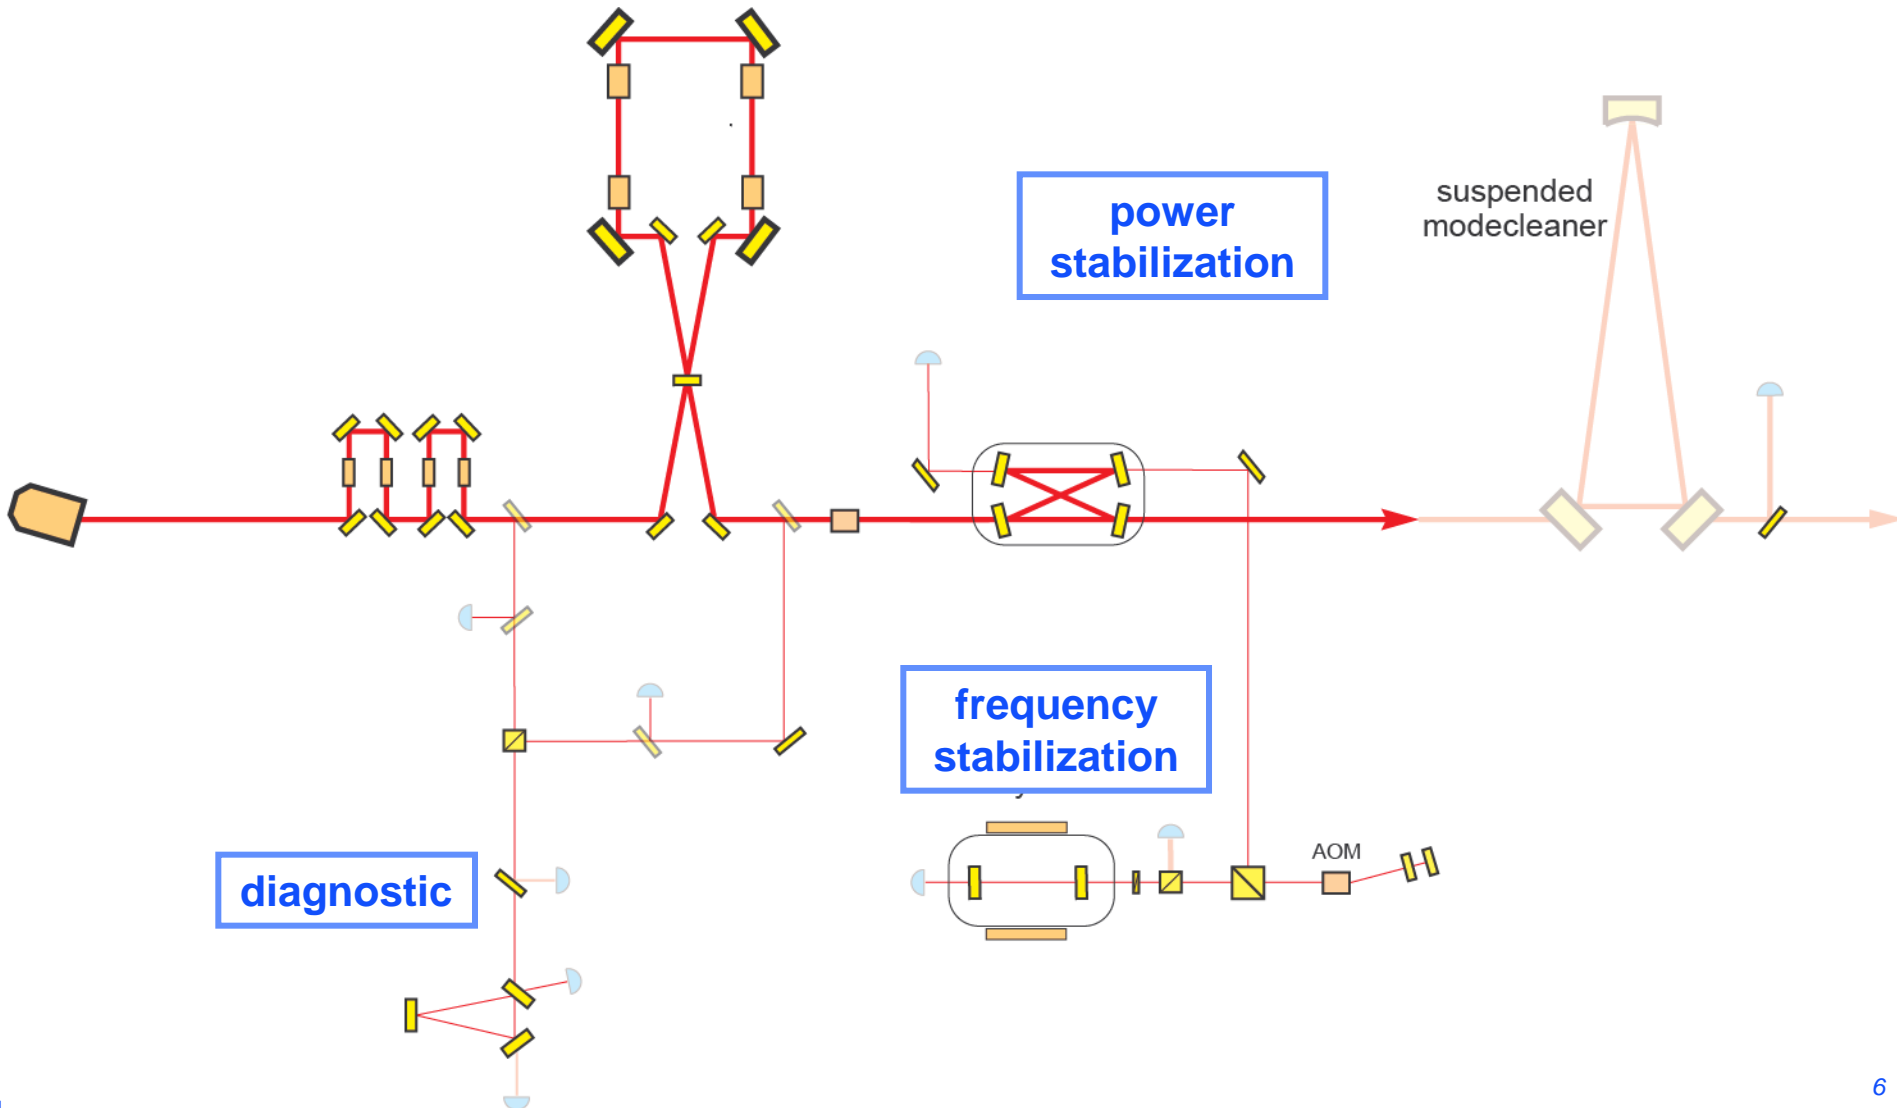 power
stabilization
suspended
modecleaner
frequency
stabilization
AOM
diagnostic
6